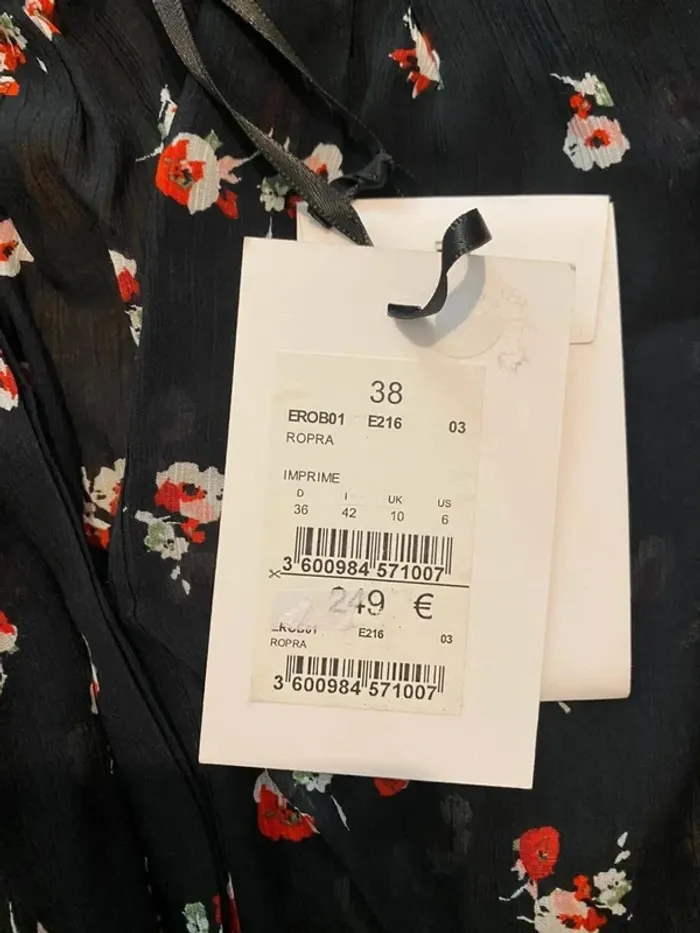 38
EROB01 E216 03
ROPRA
IMPRIME
D I UK US
36 42 10 6
3 600984 571007
249 €
EROB01 E216 03
ROPRA
3 600984 571007